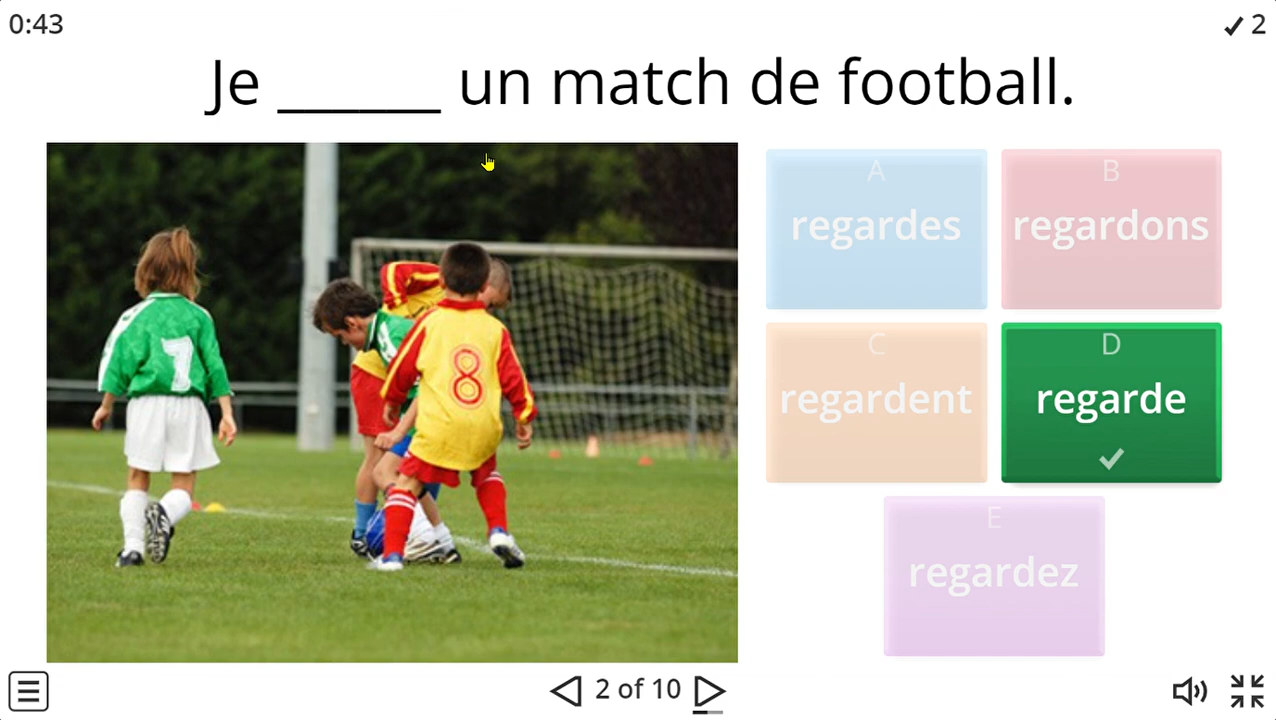 0:43
✓ 2
Je ______ un match de football.
7
8
A
regardes
B
regardons
C
regardent
D
regarde
E
regardez
2 of 10